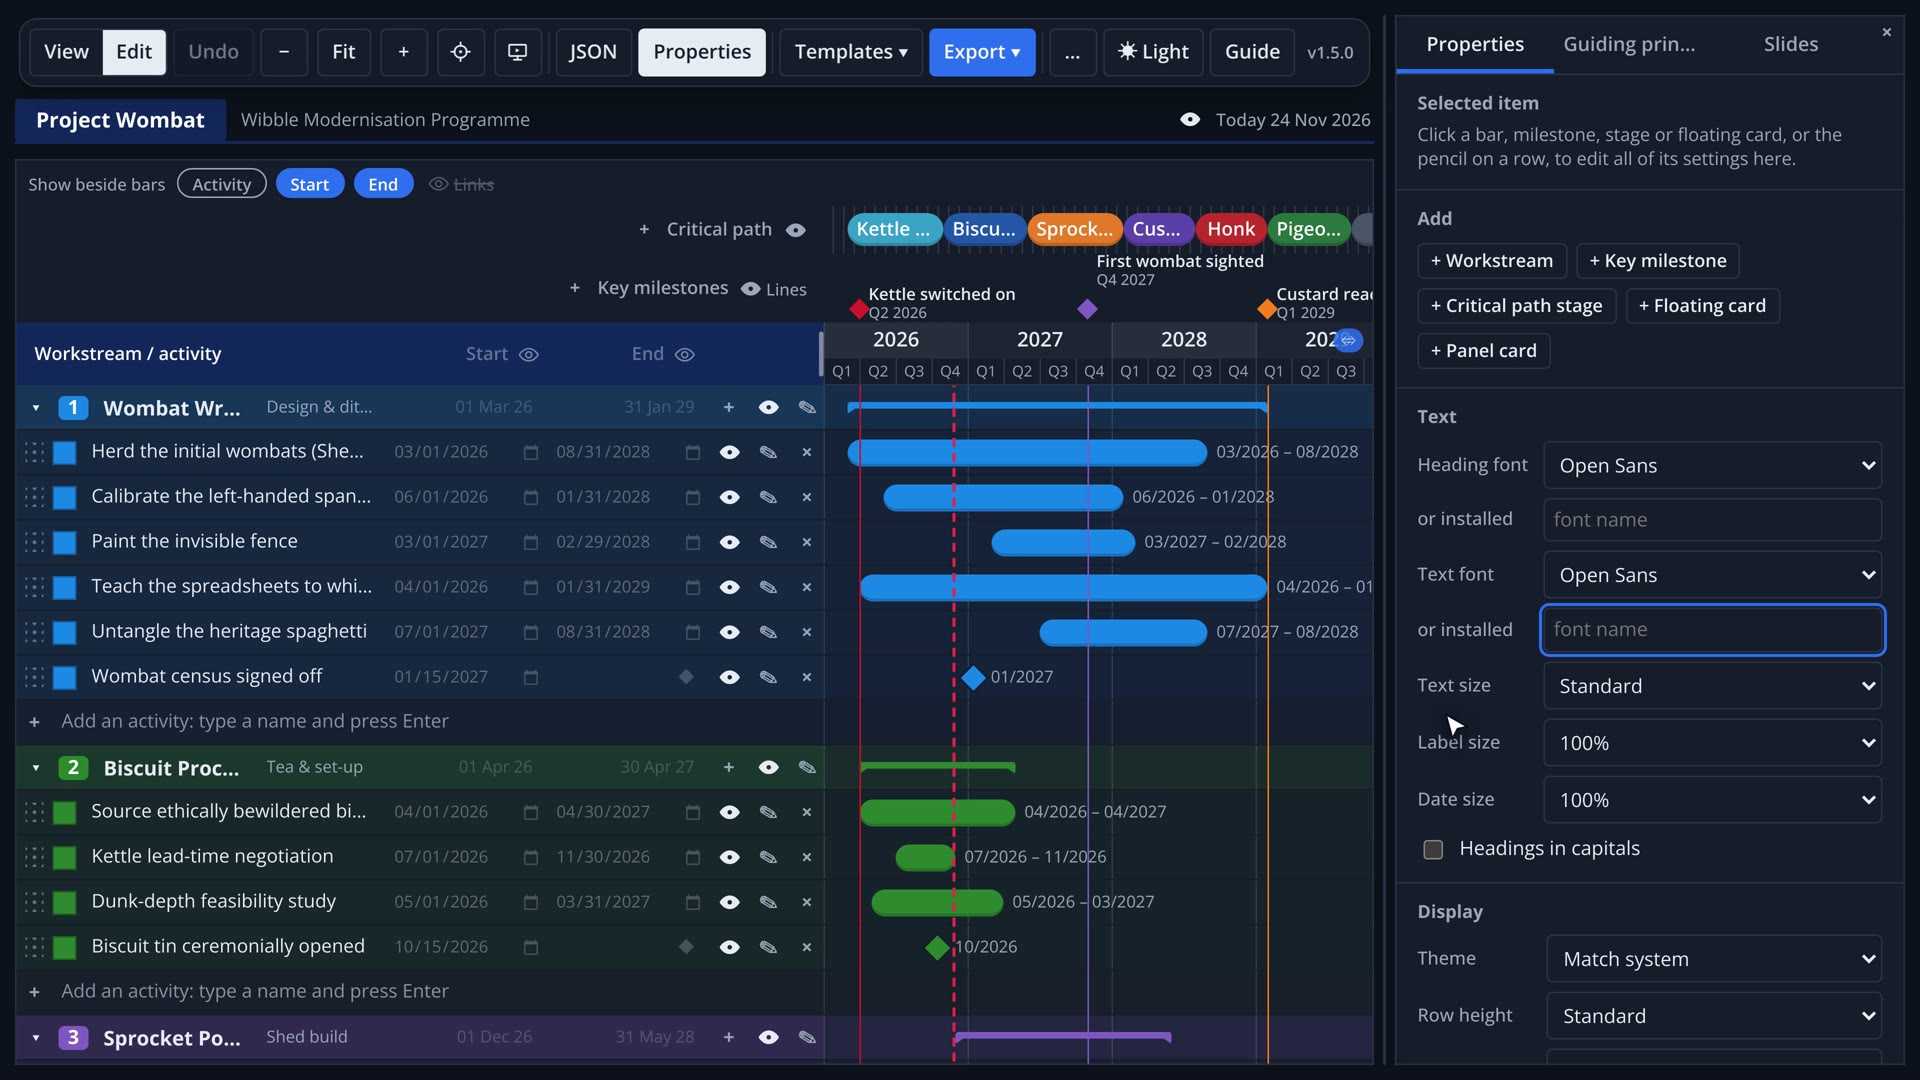 View Edit Undo − Fit + JSON Properties Templates ▾ Export ▾ ... Light Guide v1.5.0
Project Wombat Wibble Modernisation Programme Today 24 Nov 2026
Show beside bars Activity Start End Links
+ Critical path Kettle ... Biscu... Sprock... Cus... Honk Pigeo...
First wombat sighted
Q4 2027
+ Key milestones Lines
Kettle switched on
Q2 2026
Custard rea
Q1 2029
Workstream / activity Start End
2026 2027 2028 202
Q1 Q2 Q3 Q4 Q1 Q2 Q3 Q4 Q1 Q2 Q3 Q4 Q1 Q2 Q3
1 Wombat Wr... Design & dit... 01 Mar 26 31 Jan 29 +
Herd the initial wombats (She... 03/01/2026 08/31/2028 × 03/2026 – 08/2028
Calibrate the left-handed span... 06/01/2026 01/31/2028 × 06/2026 – 01/2028
Paint the invisible fence 03/01/2027 02/29/2028 × 03/2027 – 02/2028
Teach the spreadsheets to whi... 04/01/2026 01/31/2029 × 04/2026 – 01
Untangle the heritage spaghetti 07/01/2027 08/31/2028 × 07/2027 – 08/2028
Wombat census signed off 01/15/2027 × 01/2027
+ Add an activity: type a name and press Enter
2 Biscuit Proc... Tea & set-up 01 Apr 26 30 Apr 27 +
Source ethically bewildered bi... 04/01/2026 04/30/2027 × 04/2026 – 04/2027
Kettle lead-time negotiation 07/01/2026 11/30/2026 × 07/2026 – 11/2026
Dunk-depth feasibility study 05/01/2026 03/31/2027 × 05/2026 – 03/2027
Biscuit tin ceremonially opened 10/15/2026 × 10/2026
+ Add an activity: type a name and press Enter
3 Sprocket Po... Shed build 01 Dec 26 31 May 28 +
Properties Guiding prin... Slides ×
Selected item
Click a bar, milestone, stage or floating card, or the
pencil on a row, to edit all of its settings here.
Add
+ Workstream + Key milestone
+ Critical path stage + Floating card
+ Panel card
Text
Heading font Open Sans
or installed font name
Text font Open Sans
or installed font name
Text size Standard
Label size 100%
Date size 100%
Headings in capitals
Display
Theme Match system
Row height Standard